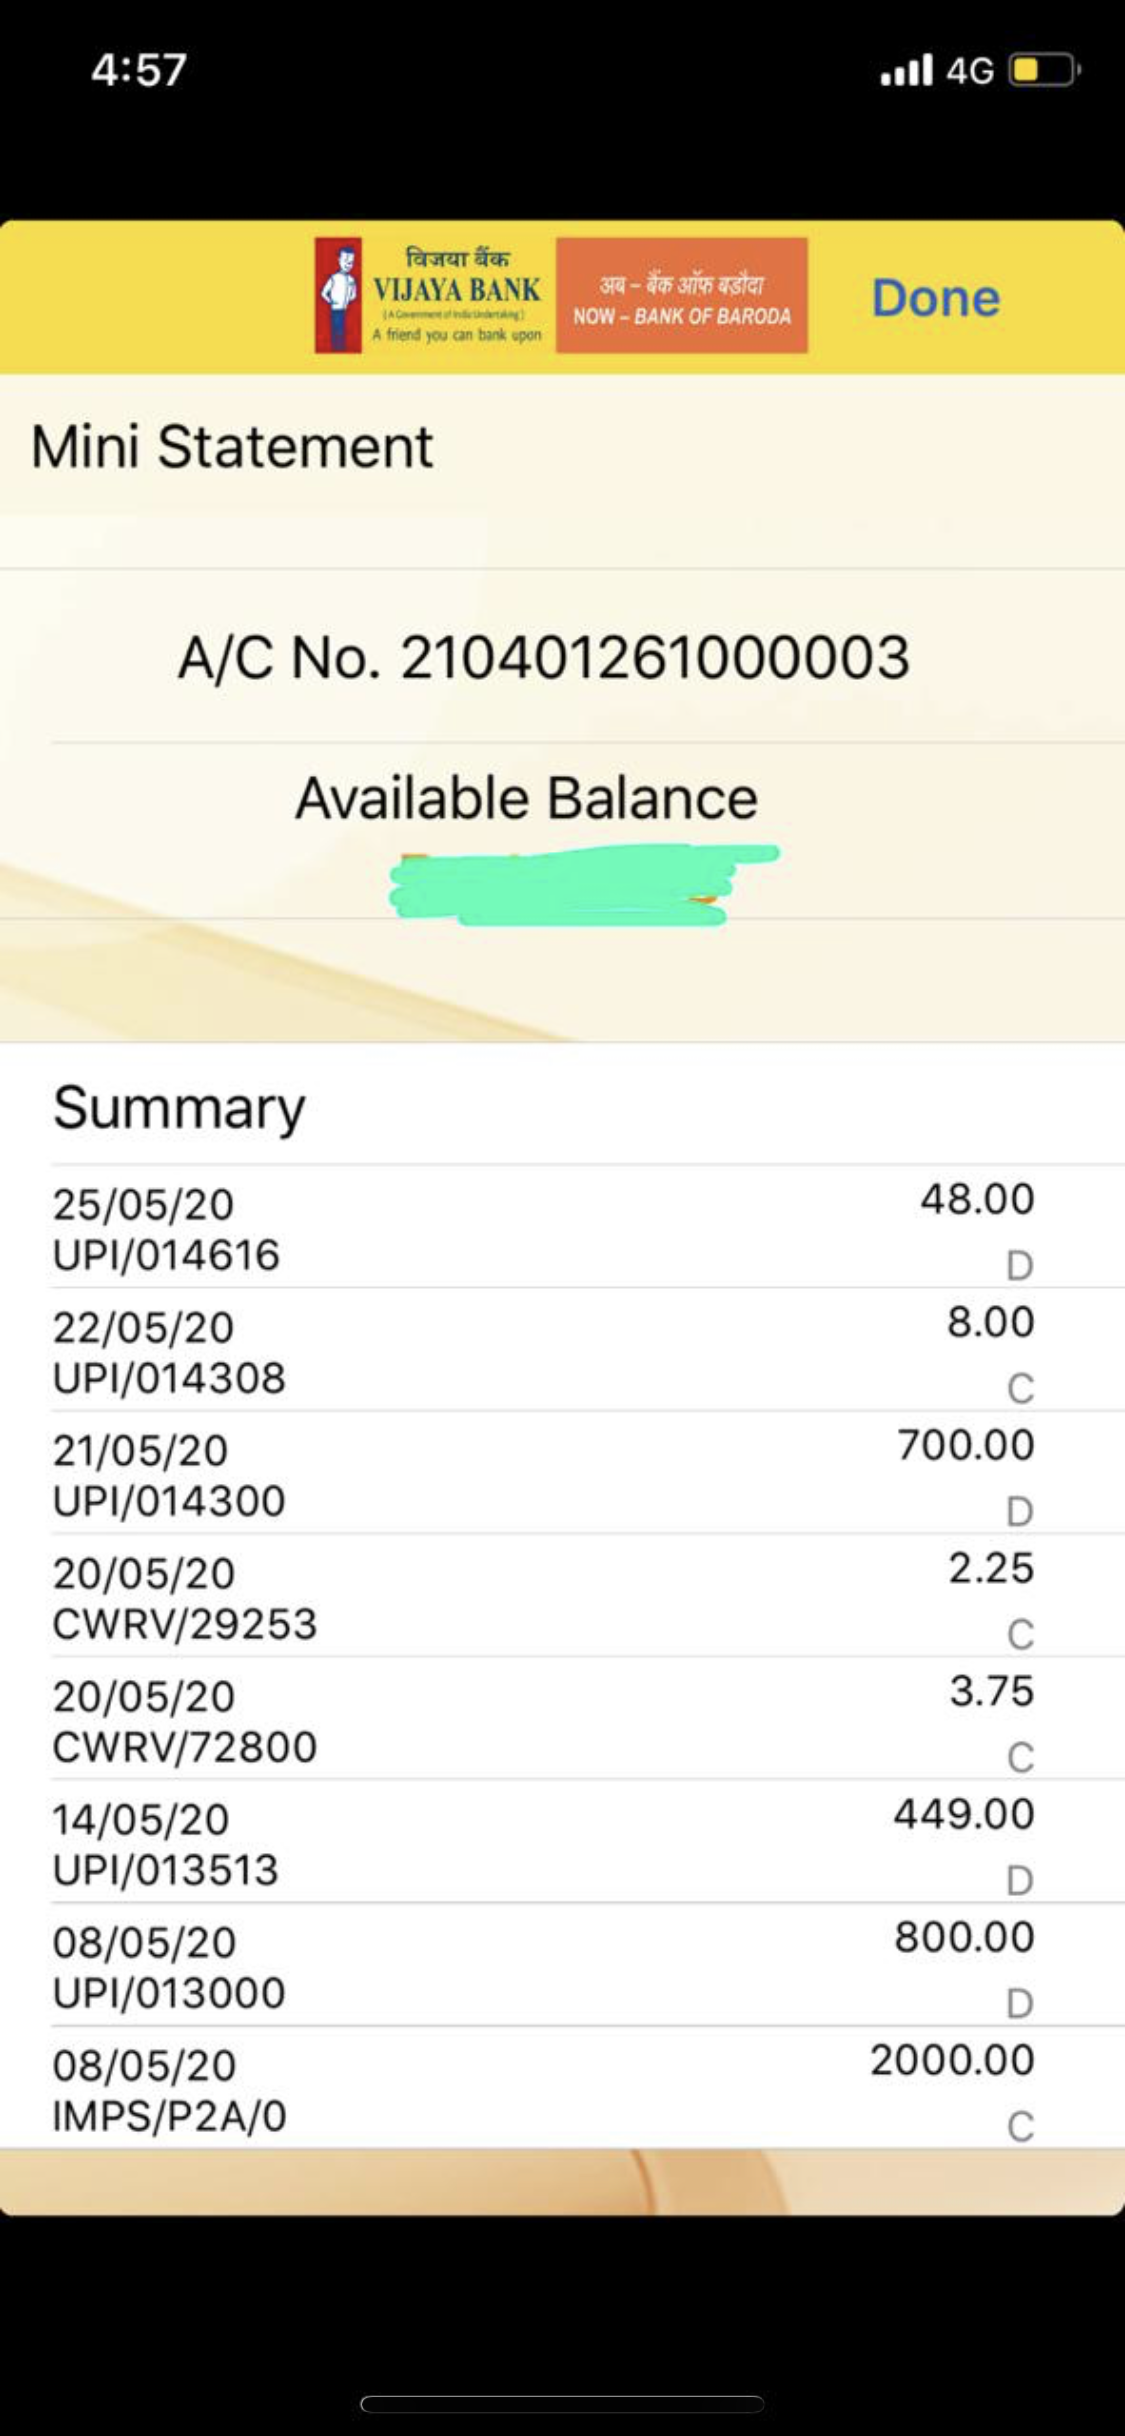 4:57
4G
विजया बैंक
VIJAYA BANK
(A Government of India Undertaking)
A friend you can bank upon
अब – बैंक ऑफ बड़ौदा
NOW – BANK OF BARODA
Done
Mini Statement
A/C No. 210401261000003
Available Balance
Summary
25/05/20
48.00
UPI/014616
D
22/05/20
8.00
UPI/014308
C
21/05/20
700.00
UPI/014300
D
20/05/20
2.25
CWRV/29253
C
20/05/20
3.75
CWRV/72800
C
14/05/20
449.00
UPI/013513
D
08/05/20
800.00
UPI/013000
D
08/05/20
2000.00
IMPS/P2A/0
C